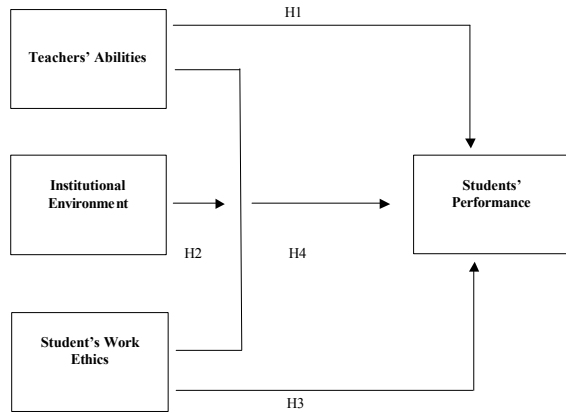 H1
Teachers’ Abilities
Institutional
Environment
Students’
Performance
H2
H4
Student’s Work
Ethics
H3